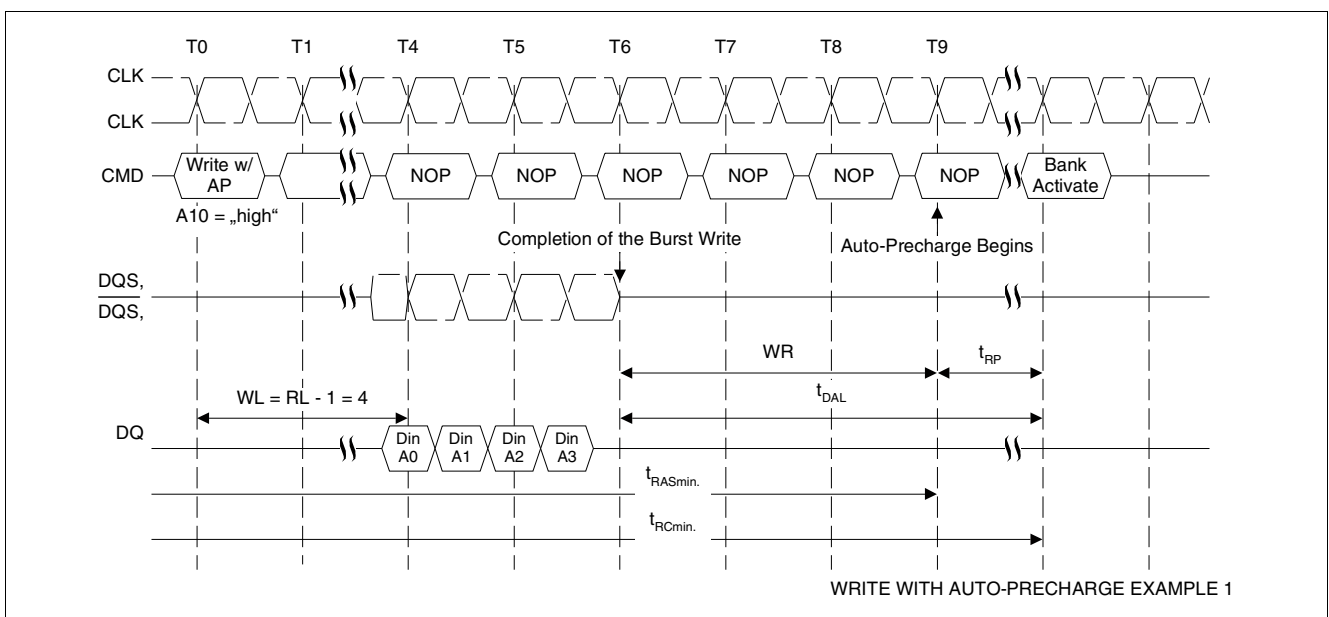 T0 T1 T4 T5 T6 T7 T8 T9
CLK
CLK
CMD
Write w/
AP
NOP
NOP
NOP
NOP
NOP
NOP
Bank
Activate
A10 = „high“
Completion of the Burst Write
Auto-Precharge Begins
DQS,
DQS,
WR
tRP
WL = RL - 1 = 4
tDAL
DQ
Din
A0
Din
A1
Din
A2
Din
A3
tRASmin.
tRCmin.
WRITE WITH AUTO-PRECHARGE EXAMPLE 1